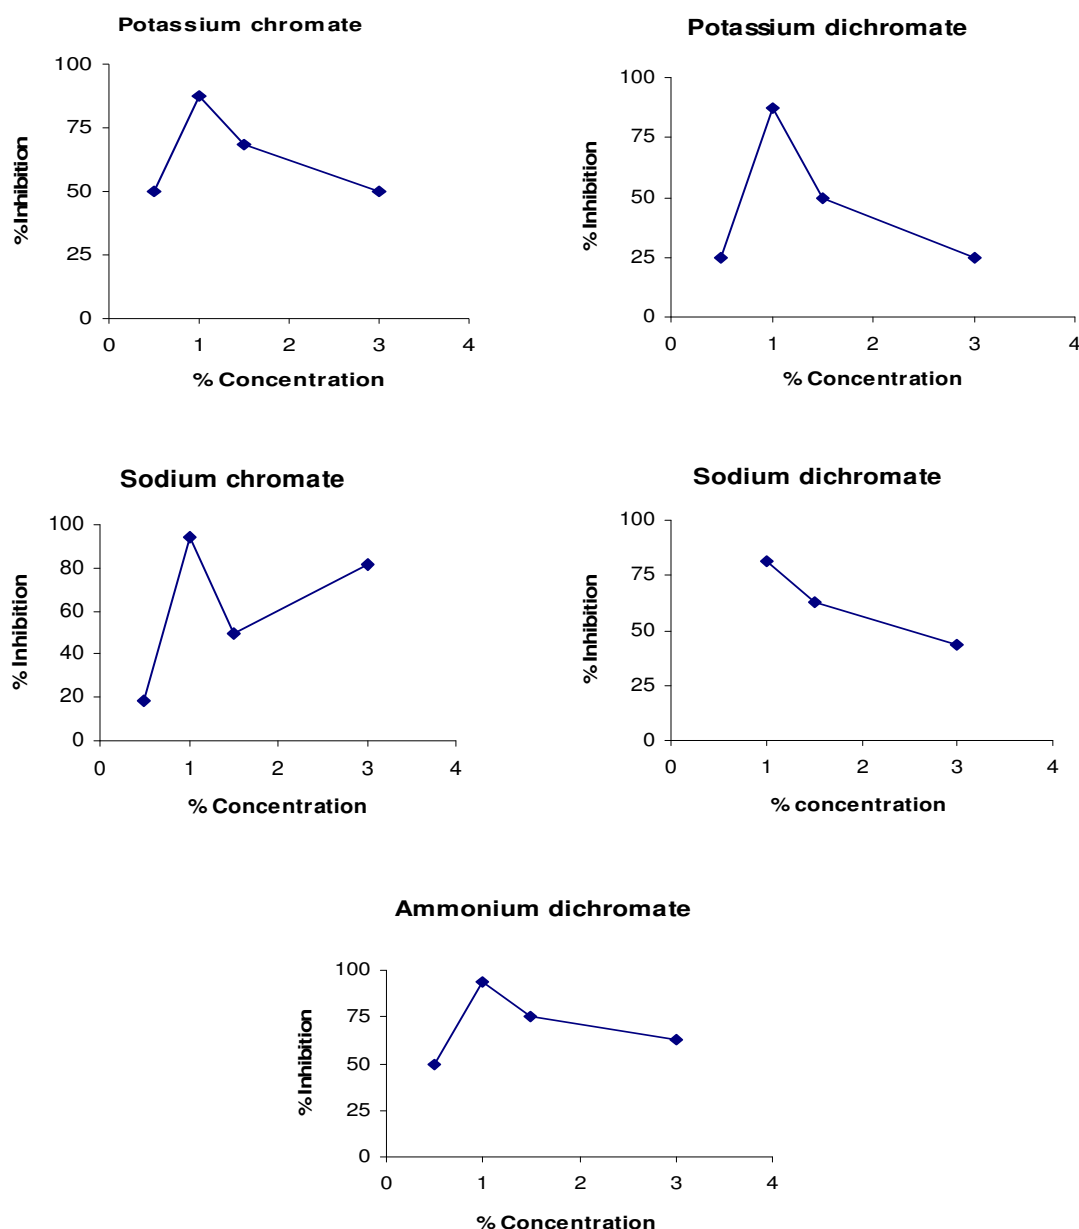 Potassium chromate
100
75
50
25
0
0 1 2 3 4
% Inhibition
% Concentration
Potassium dichromate
100
75
50
25
0
0 1 2 3 4
% Inhibition
% Concentration
Sodium chromate
100
80
60
40
20
0
0 1 2 3 4
% Inhibition
% Concentration
Sodium dichromate
100
75
50
25
0
0 1 2 3 4
% Inhibition
% concentration
Ammonium dichromate
100
75
50
25
0
0 1 2 3 4
% Inhibition
% Concentration